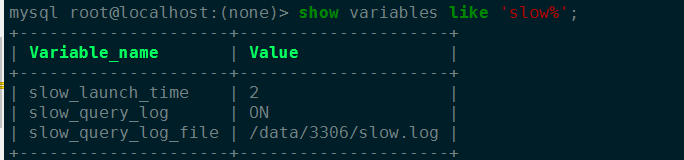 mysql root@localhost:(none)> show variables like 'slow%';
+---------------------+---------------------+
| Variable_name       | Value               |
+---------------------+---------------------+
| slow_launch_time    | 2                   |
| slow_query_log      | ON                  |
| slow_query_log_file | /data/3306/slow.log |
+---------------------+---------------------+